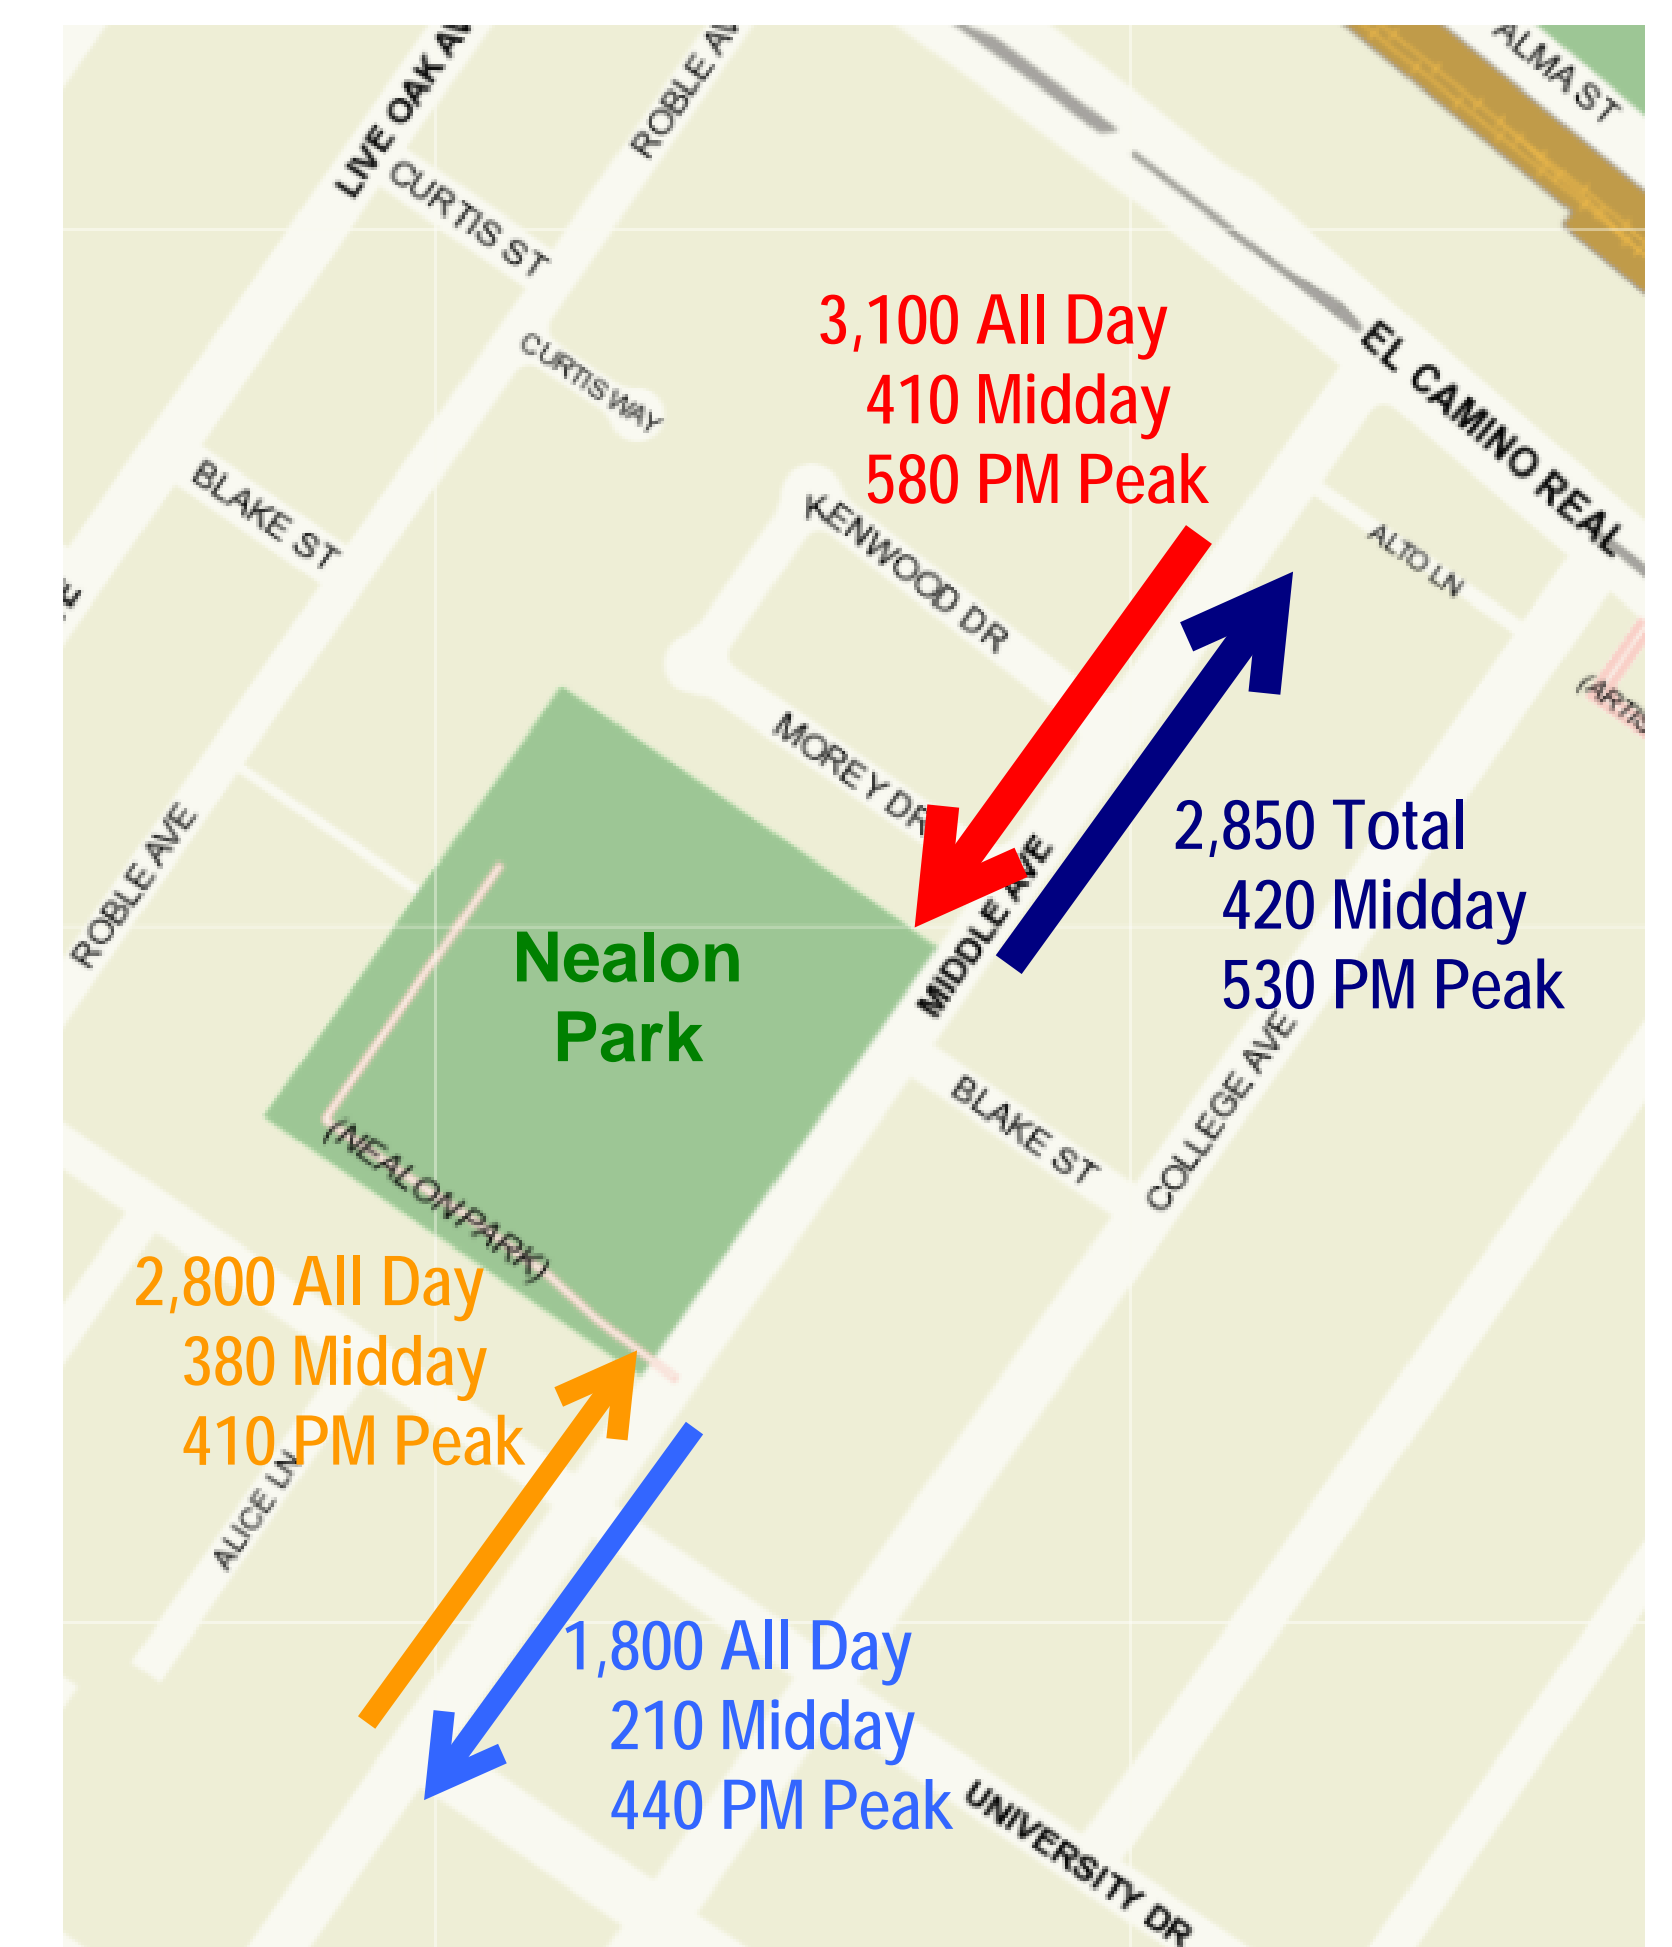 LIVE OAK
ROBLE
ALMA ST
CURTIS ST
3,100 All Day
410 Midday
580 PM Peak
EL CAMINO REAL
CURTIS WAY
BLAKE ST
KENWOOD DR
ALTO LN
MOREY DR
2,850 Total
420 Midday
530 PM Peak
ROBLE AVE
MIDDLE AVE
Nealon
Park
BLAKE ST
COLLEGE AVE
(NEALON PARK)
2,800 All Day
380 Midday
410 PM Peak
ALICE LN
1,800 All Day
210 Midday
440 PM Peak
UNIVERSITY DR